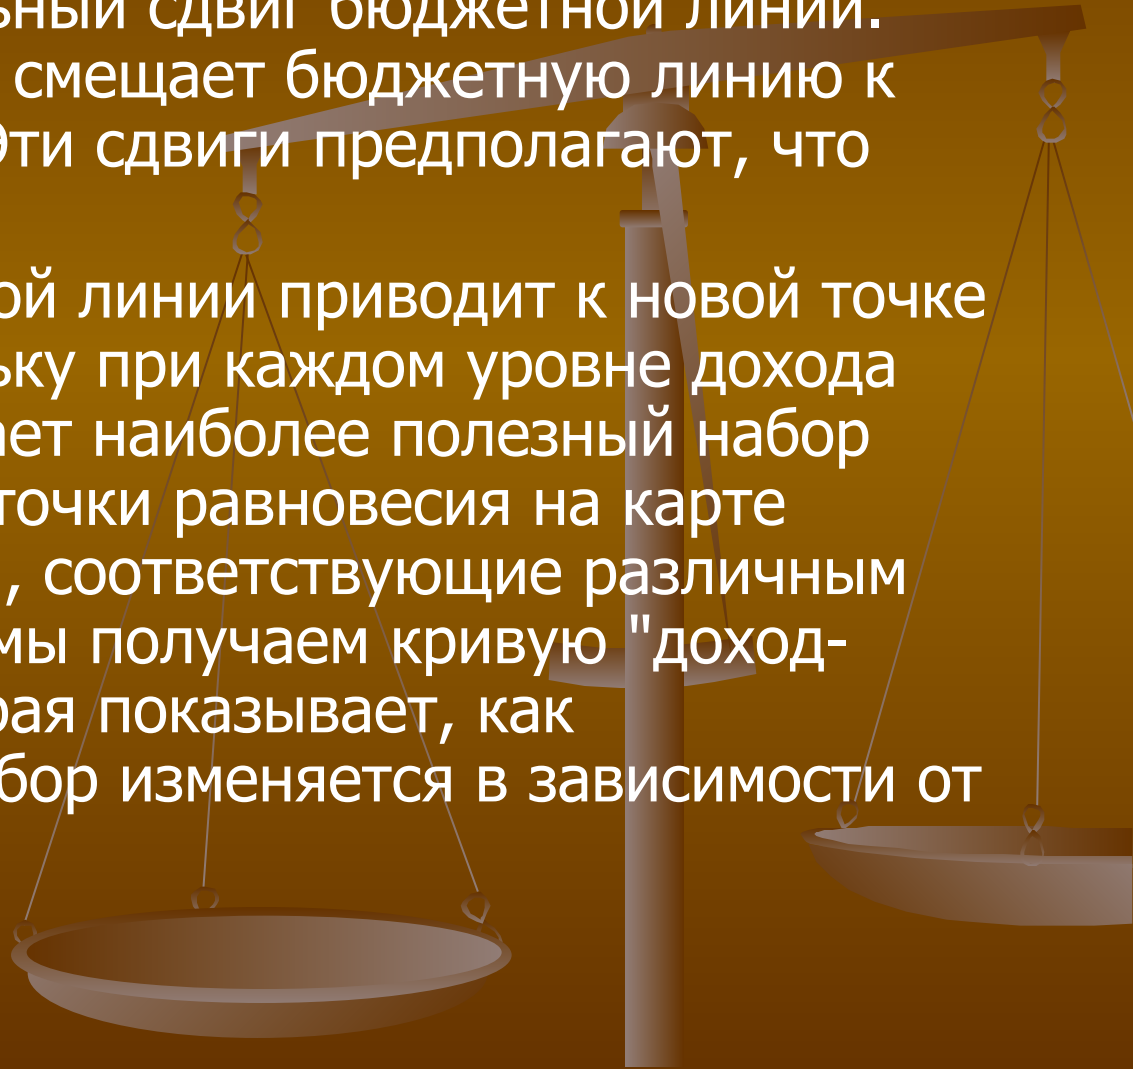 ьный сдвиг бюджетной линии.
смещает бюджетную линию к
Эти сдвиги предполагают, что
ой линии приводит к новой точке
ьку при каждом уровне дохода
ает наиболее полезный набор
точки равновесия на карте
, соответствующие различным
мы получаем кривую "доход-
рая показывает, как
бор изменяется в зависимости от